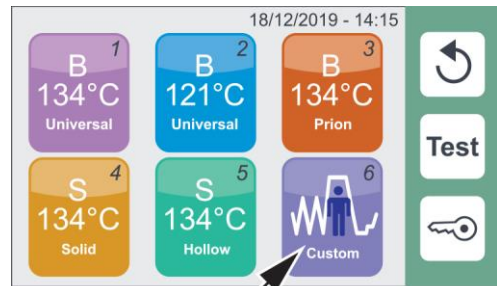 18/12/2019 - 14:15
1
B
134°C
Universal
2
B
121°C
Universal
3
B
134°C
Prion
4
S
134°C
Solid
5
S
134°C
Hollow
6
Custom
Test